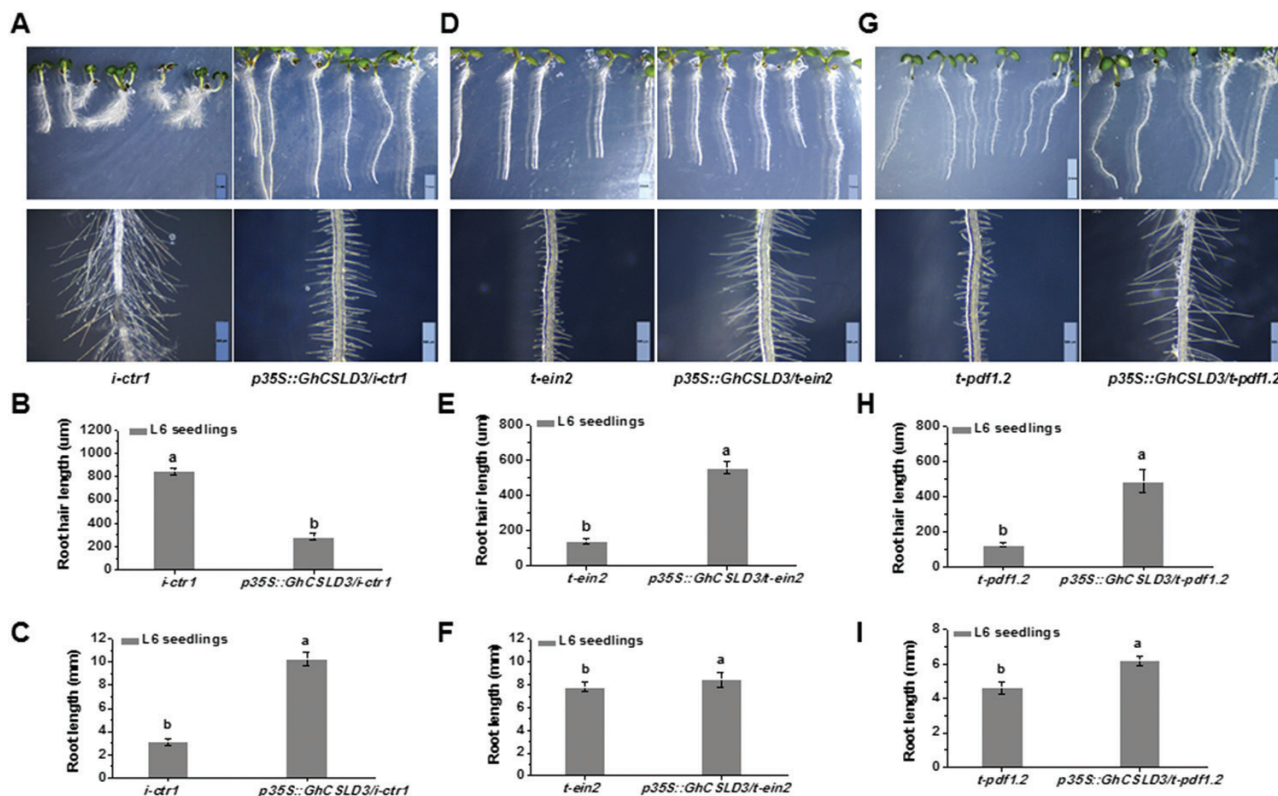 A
D
G
i-ctr1
p35S::GhCSLD3/i-ctr1
t-ein2
p35S::GhCSLD3/t-ein2
t-pdf1.2
p35S::GhCSLD3/t-pdf1.2
B
Root hair length (um)
1200
1000
800
600
400
200
0
L6 seedlings
a
b
i-ctr1
p35S::GhCSLD3/i-ctr1
E
Root hair length (um)
800
600
400
200
0
L6 seedlings
b
a
t-ein2
p35S::GhCSLD3/t-ein2
H
Root hair length (um)
800
600
400
200
0
L6 seedlings
b
a
t-pdf1.2
p35S::GhCSLD3/t-pdf1.2
C
Root length (mm)
12
10
8
6
4
2
0
L6 seedlings
b
a
i-ctr1
p35S::GhCSLD3/i-ctr1
F
Root length (mm)
12
10
8
6
4
2
0
L6 seedlings
b
a
t-ein2
p35S::GhCSLD3/t-ein2
I
Root length (mm)
8
6
4
2
0
L6 seedlings
b
a
t-pdf1.2
p35S::GhCSLD3/t-pdf1.2